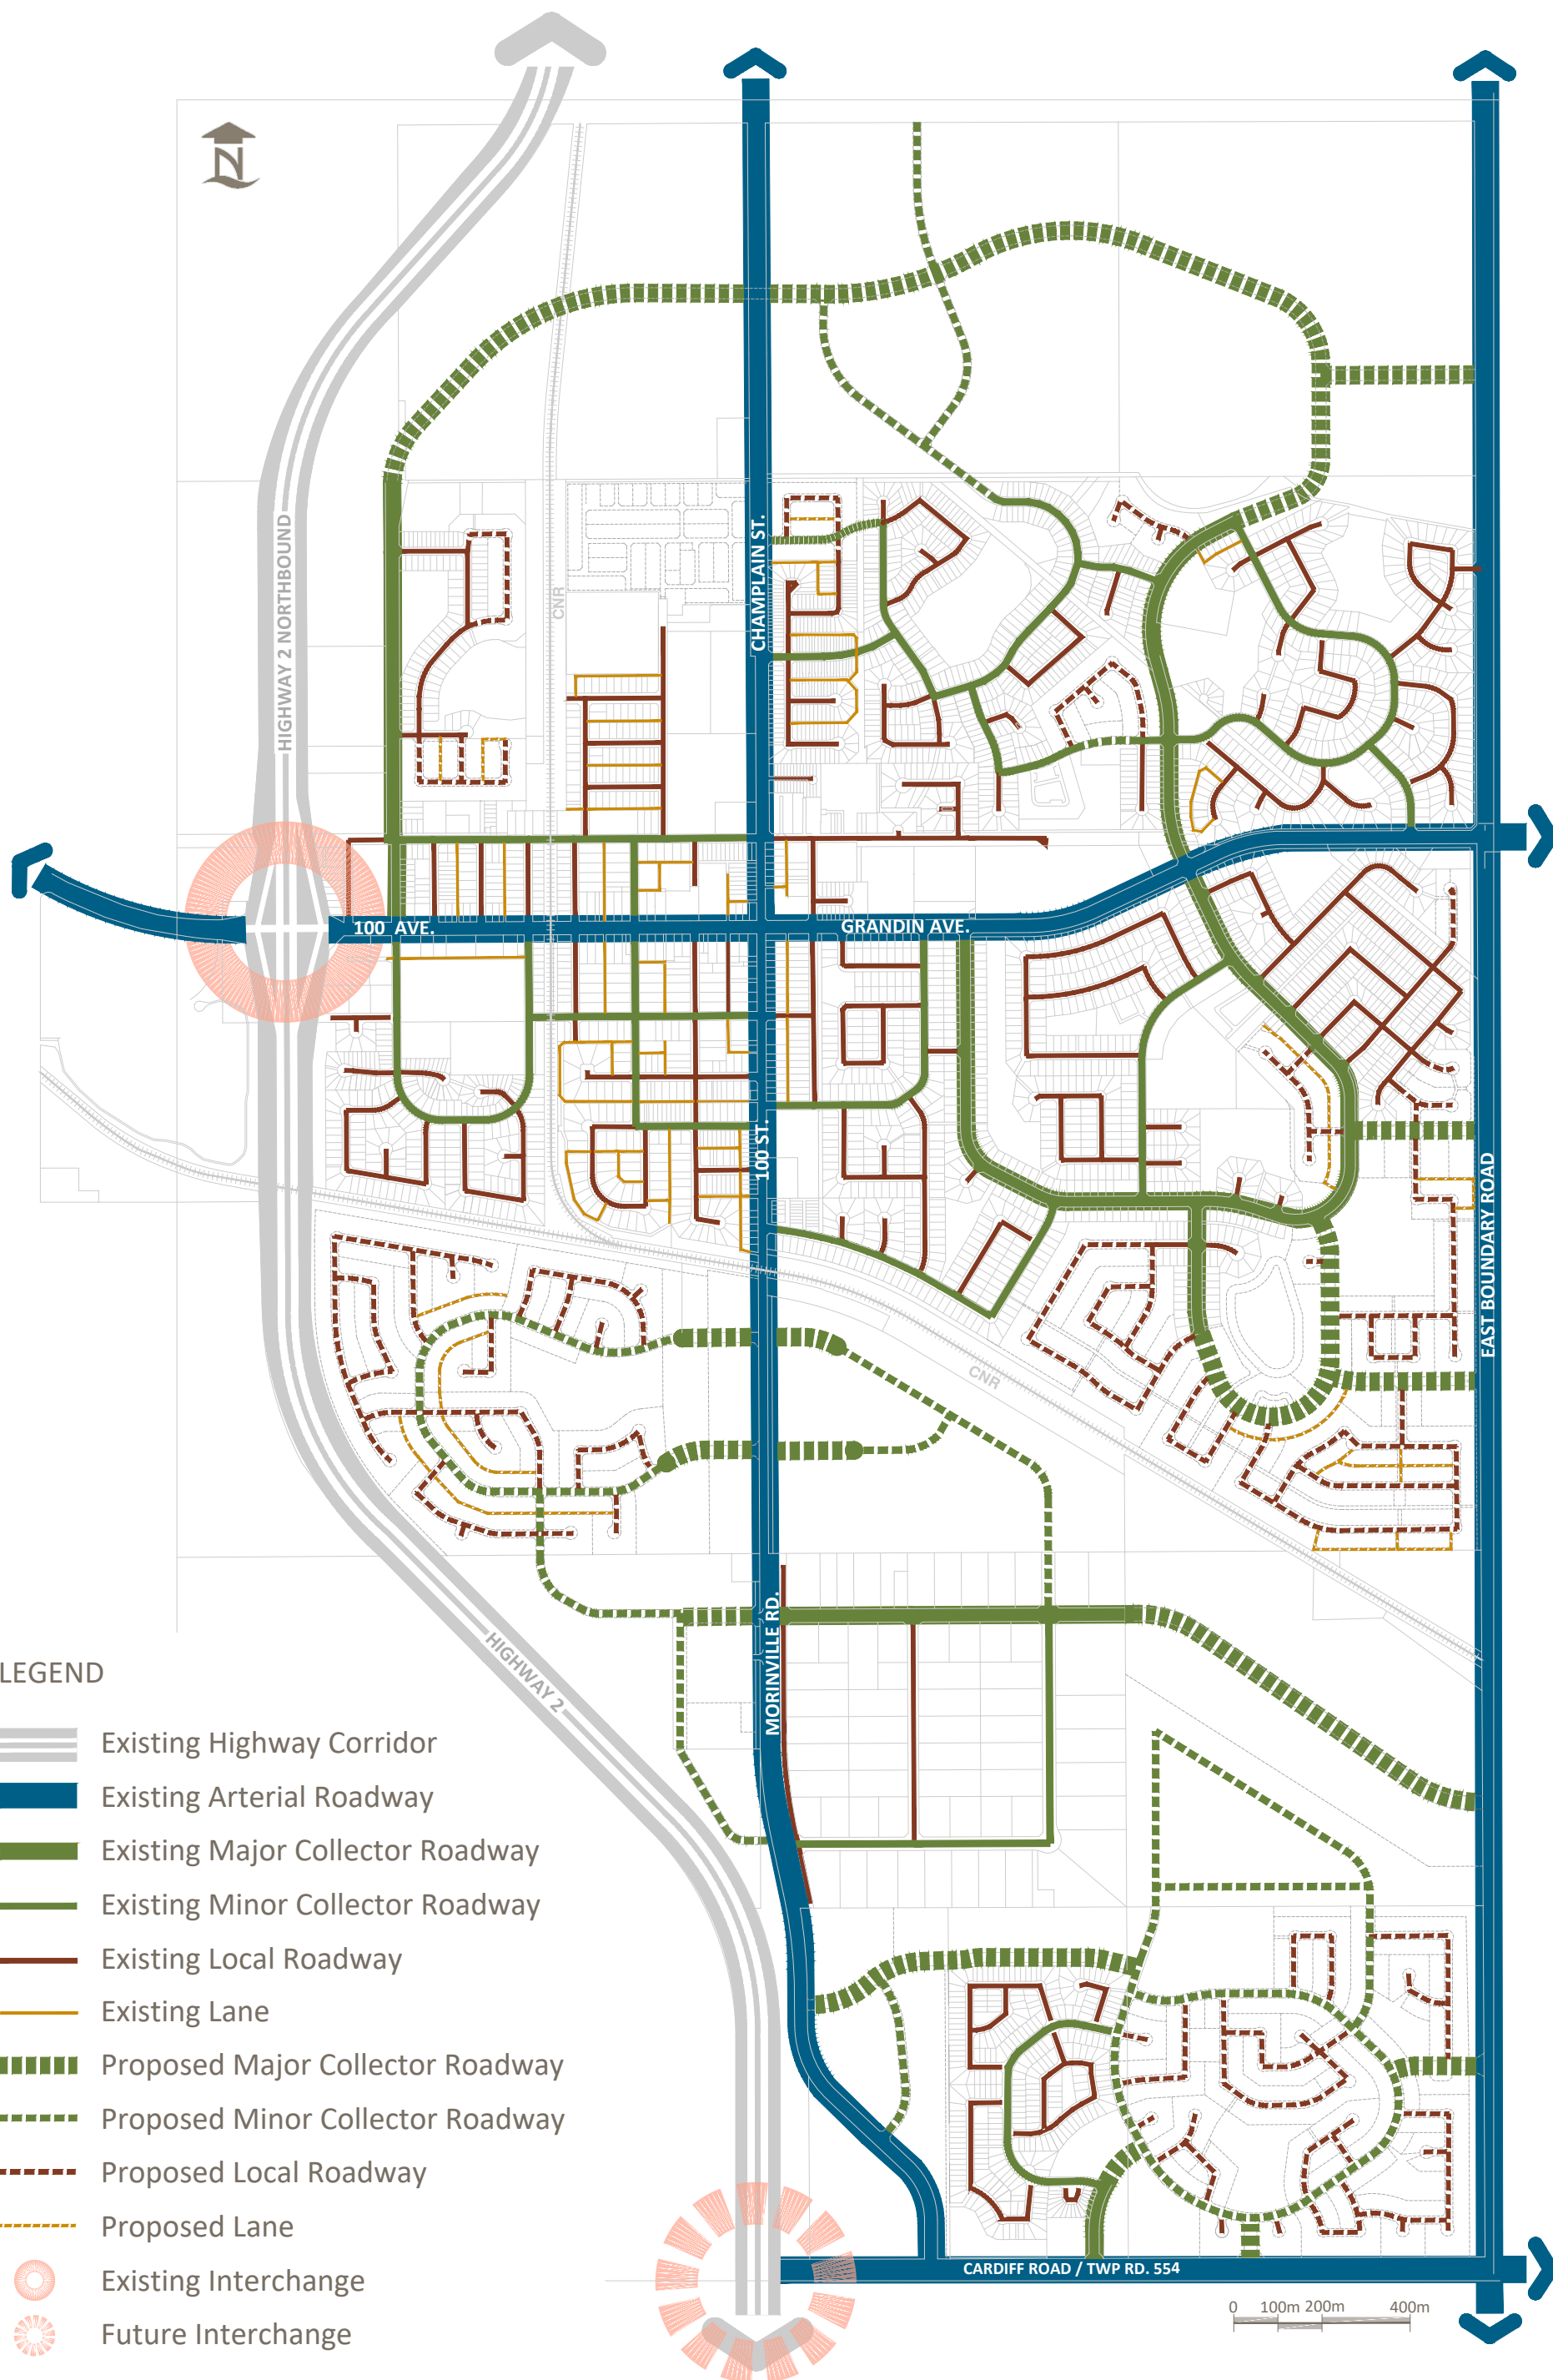 N
HIGHWAY 2 NORTHBOUND
CNR
CHAMPLAIN ST.
100 AVE.
GRANDIN AVE.
100 ST.
EAST BOUNDARY ROAD
CNR
MORINVILLE RD.
HIGHWAY 2
CARDIFF ROAD / TWP RD. 554
LEGEND
Existing Highway Corridor
Existing Arterial Roadway
Existing Major Collector Roadway
Existing Minor Collector Roadway
Existing Local Roadway
Existing Lane
Proposed Major Collector Roadway
Proposed Minor Collector Roadway
Proposed Local Roadway
Proposed Lane
Existing Interchange
Future Interchange
0 100m 200m 400m